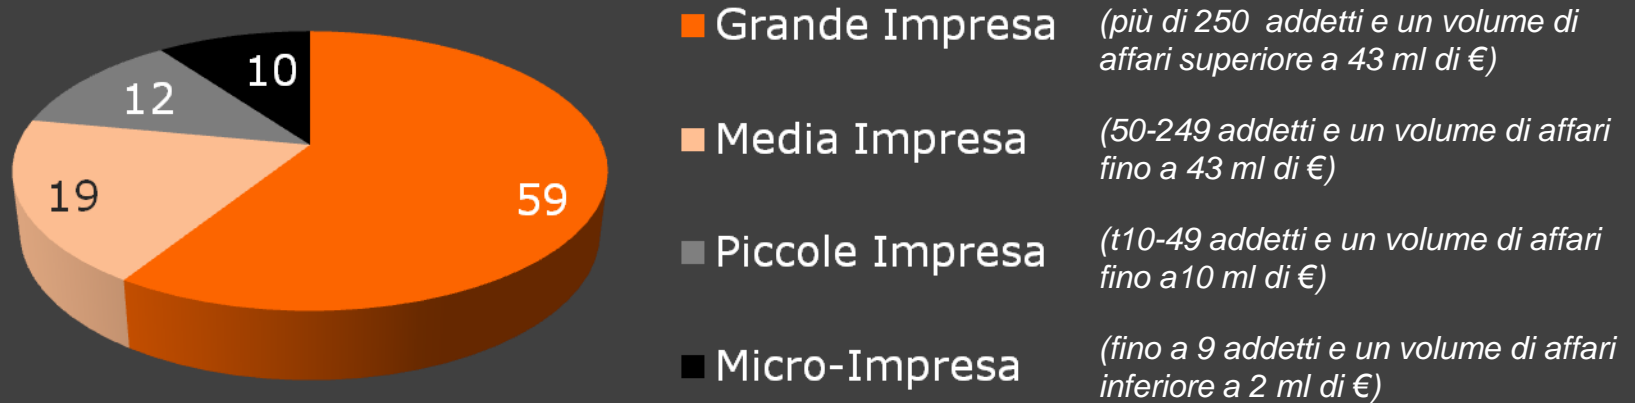 10
12
19
59
Grande Impresa
(più di 250 addetti e un volume di
affari superiore a 43 ml di €)
Media Impresa
(50-249 addetti e un volume di affari
fino a 43 ml di €)
Piccole Impresa
(t10-49 addetti e un volume di affari
fino a10 ml di €)
Micro-Impresa
(fino a 9 addetti e un volume di affari
inferiore a 2 ml di €)